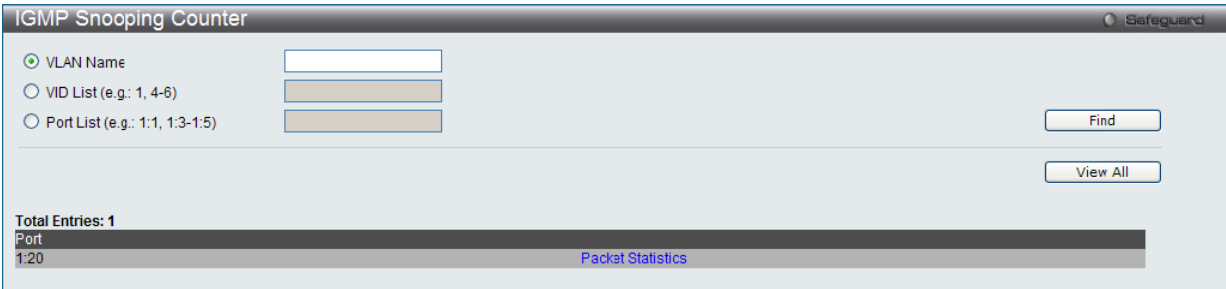 IGMP Snooping Counter
Safeguard
VLAN Name
VID List (e.g.: 1, 4-6)
Port List (e.g.: 1:1, 1:3-1:5)
Find
View All
Total Entries: 1
Port
1:20 Packet Statistics